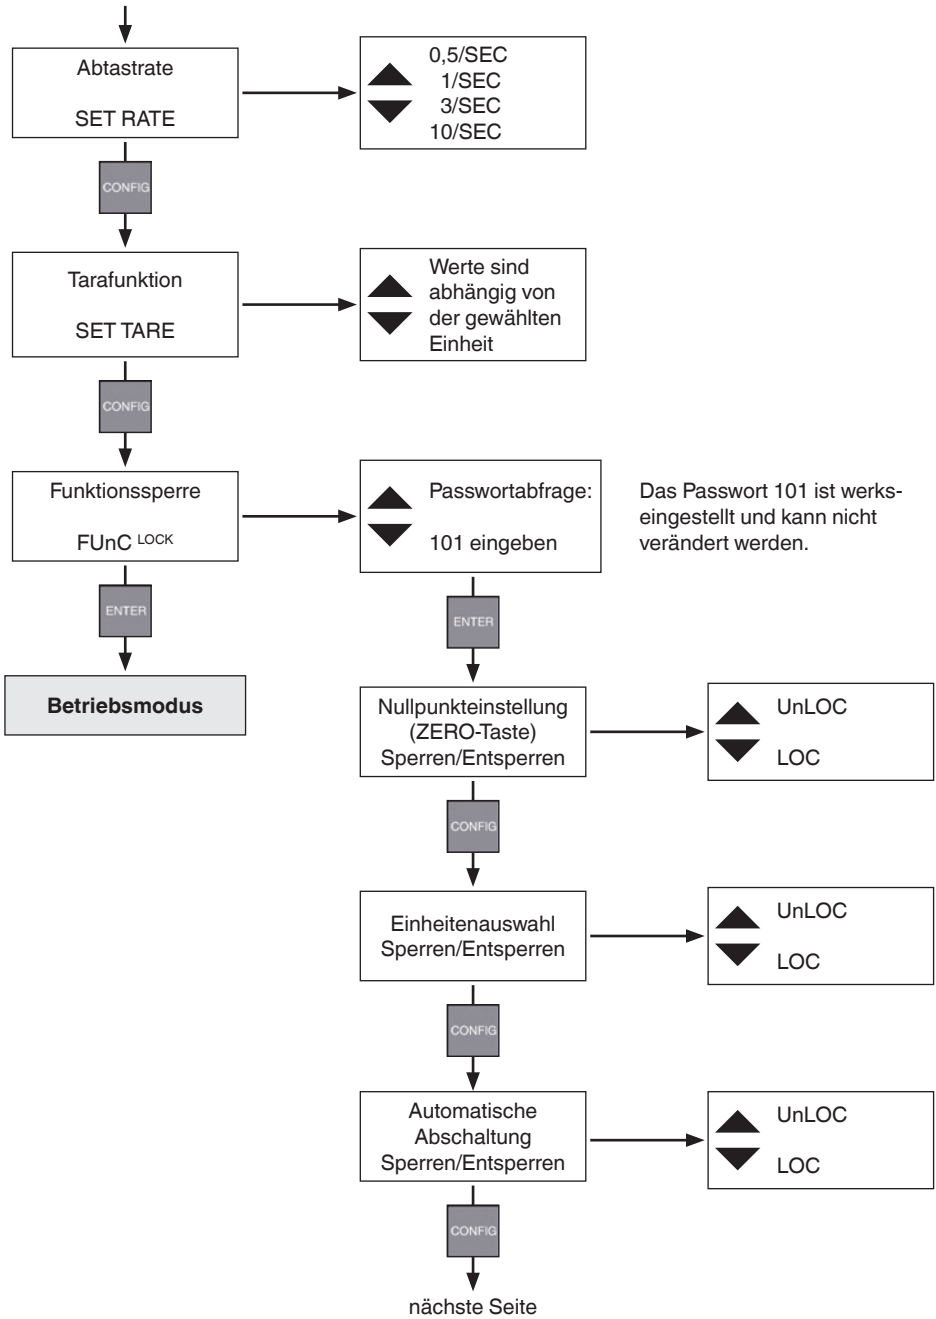 Abtastrate
SET RATE
0,5/SEC
1/SEC
3/SEC
10/SEC
CONFIG
Tarafunktion
SET TARE
Werte sind
abhängig von
der gewählten
Einheit
CONFIG
Funktionssperre
FUnC LOCK
Passwortabfrage:
101 eingeben
Das Passwort 101 ist werks-
eingestellt und kann nicht
verändert werden.
ENTER
Betriebsmodus
ENTER
Nullpunkteinstellung
(ZERO-Taste)
Sperren/Entsperren
UnLOC
LOC
CONFIG
Einheitenauswahl
Sperren/Entsperren
UnLOC
LOC
CONFIG
Automatische
Abschaltung
Sperren/Entsperren
UnLOC
LOC
CONFIG
nächste Seite